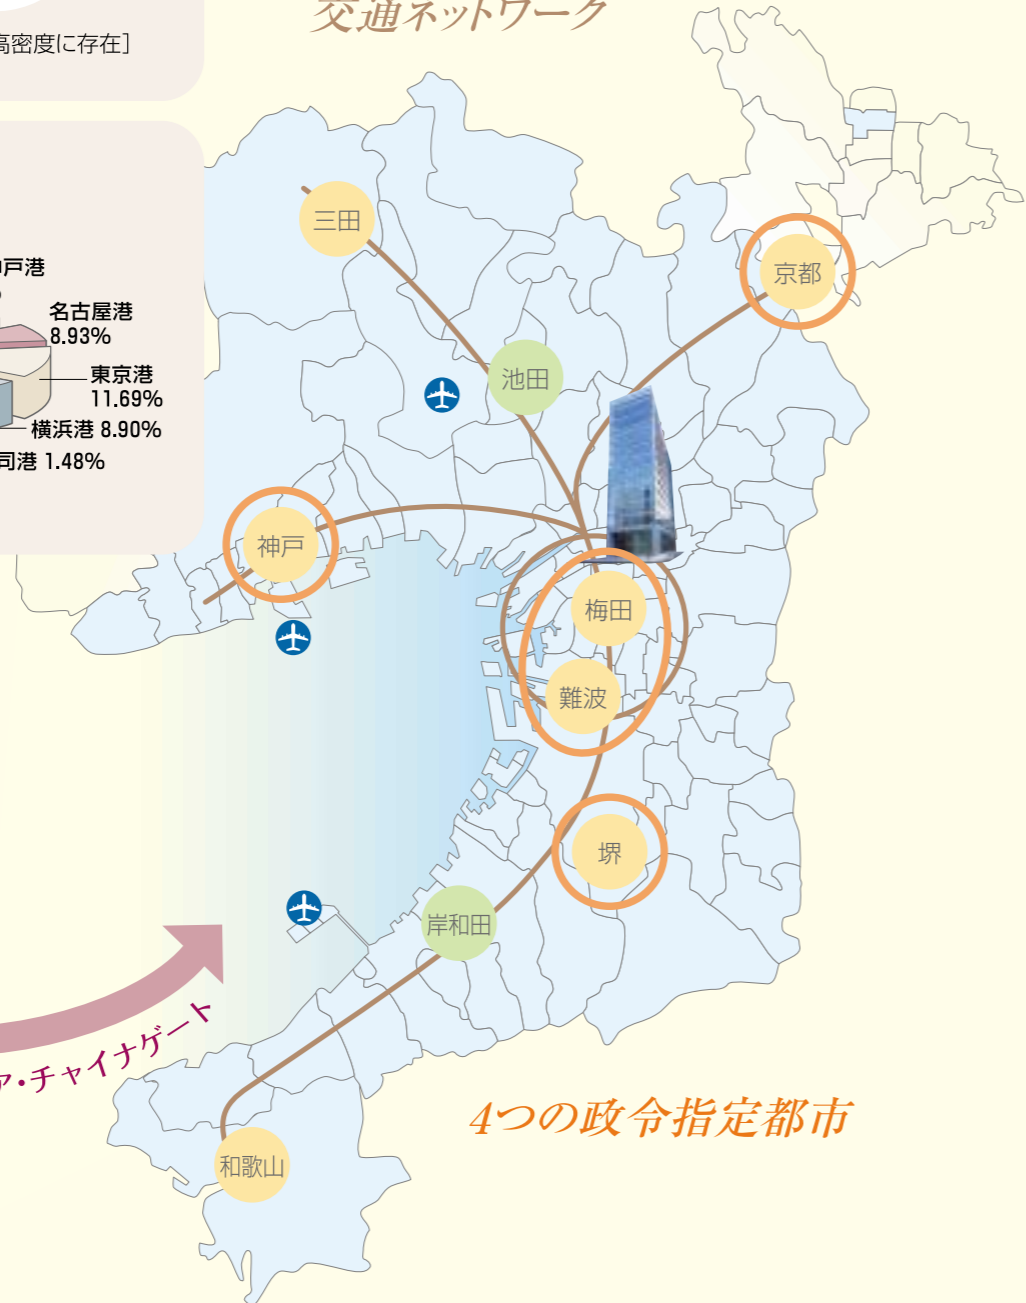 交通ネットワーク
高密度に存在］
戸港
名古屋港
8.93%
東京港
11.69%
横浜港 8.90%
司港 1.48%
三田
京都
池田
神戸
梅田
難波
堺
岸和田
ア・チャイナゲート
4つの政令指定都市
和歌山